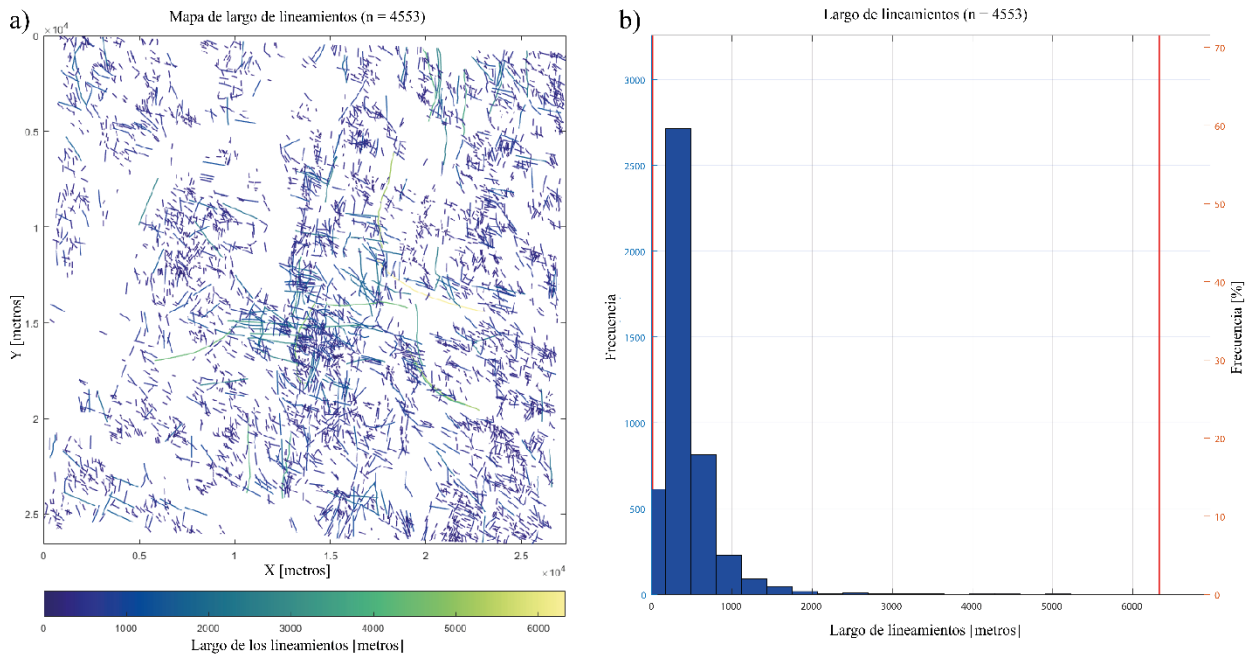 a)
Mapa de largo de lineamientos (n = 4553)
× 10⁴
0
0.5
1
1.5
2
2.5
Y [metros]
0 0.5 1 1.5 2 2.5
X [metros]
× 10⁴
0 1000 2000 3000 4000 5000 6000
Largo de los lineamientos [metros]
b)
Largo de lineamientos (n = 4553)
3000
2500
2000
1500
1000
500
0
Frecuencia
0 1000 2000 3000 4000 5000 6000
Largo de lineamientos [metros]
70
60
50
40
30
20
10
0
Frecuencia [%]